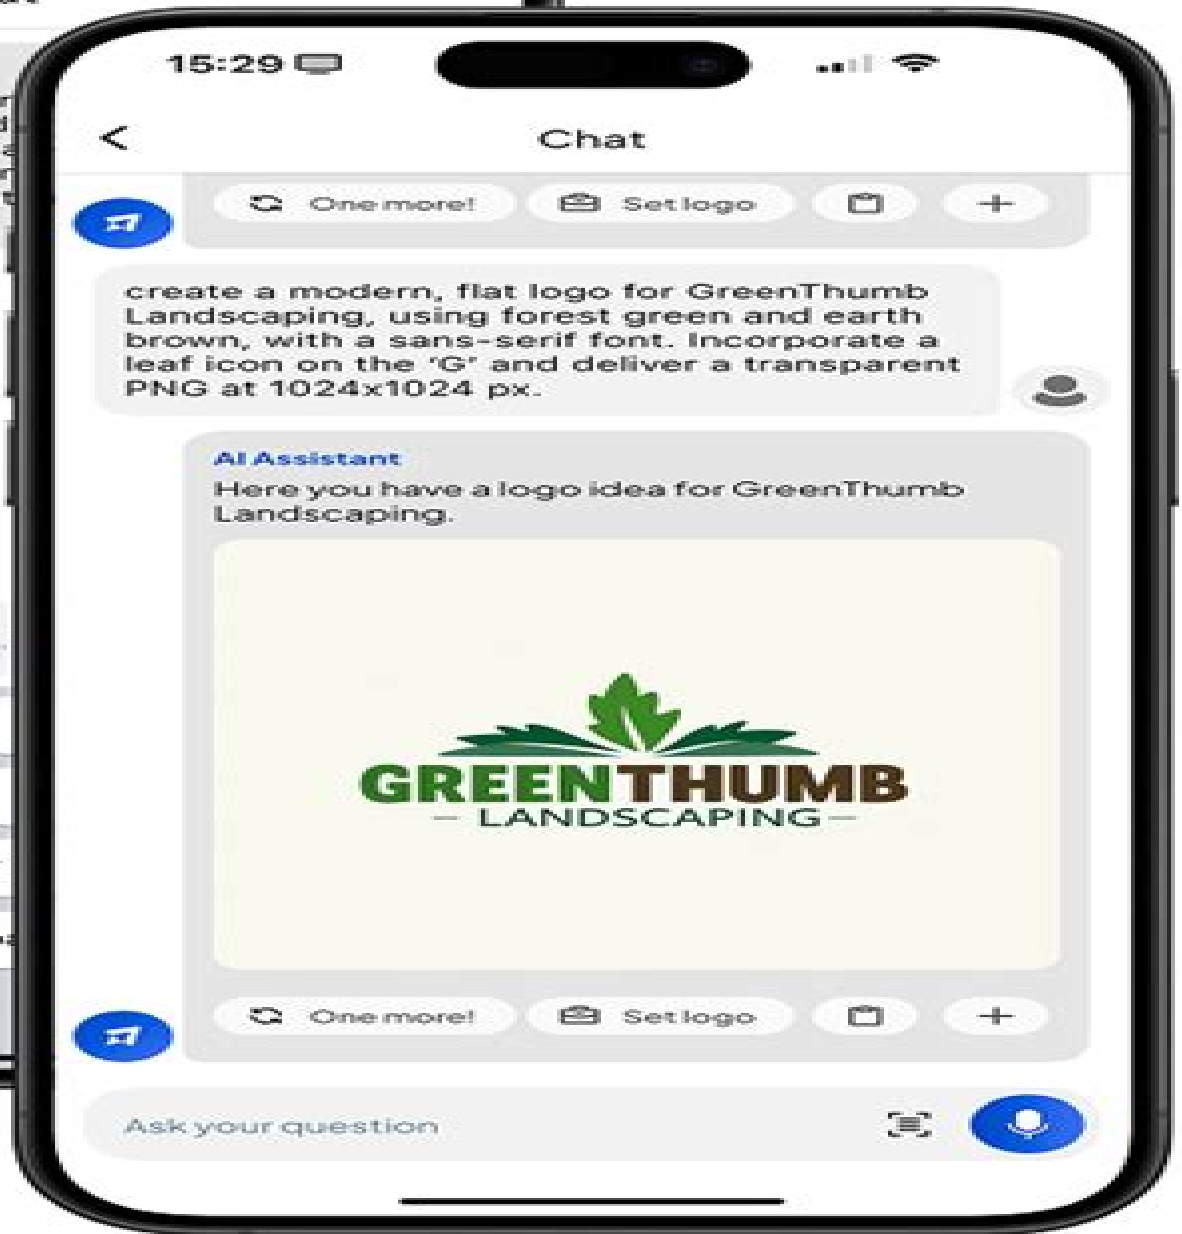 15:29
Chat
One more!
Set logo
create a modern, flat logo for GreenThumb
Landscaping, using forest green and earth
brown, with a sans-serif font. Incorporate a
leaf icon on the 'G' and deliver a transparent
PNG at 1024x1024 px.
AI Assistant
Here you have a logo idea for GreenThumb
Landscaping.
GREENTHUMB
LANDSCAPING
One more!
Set logo
Ask your question